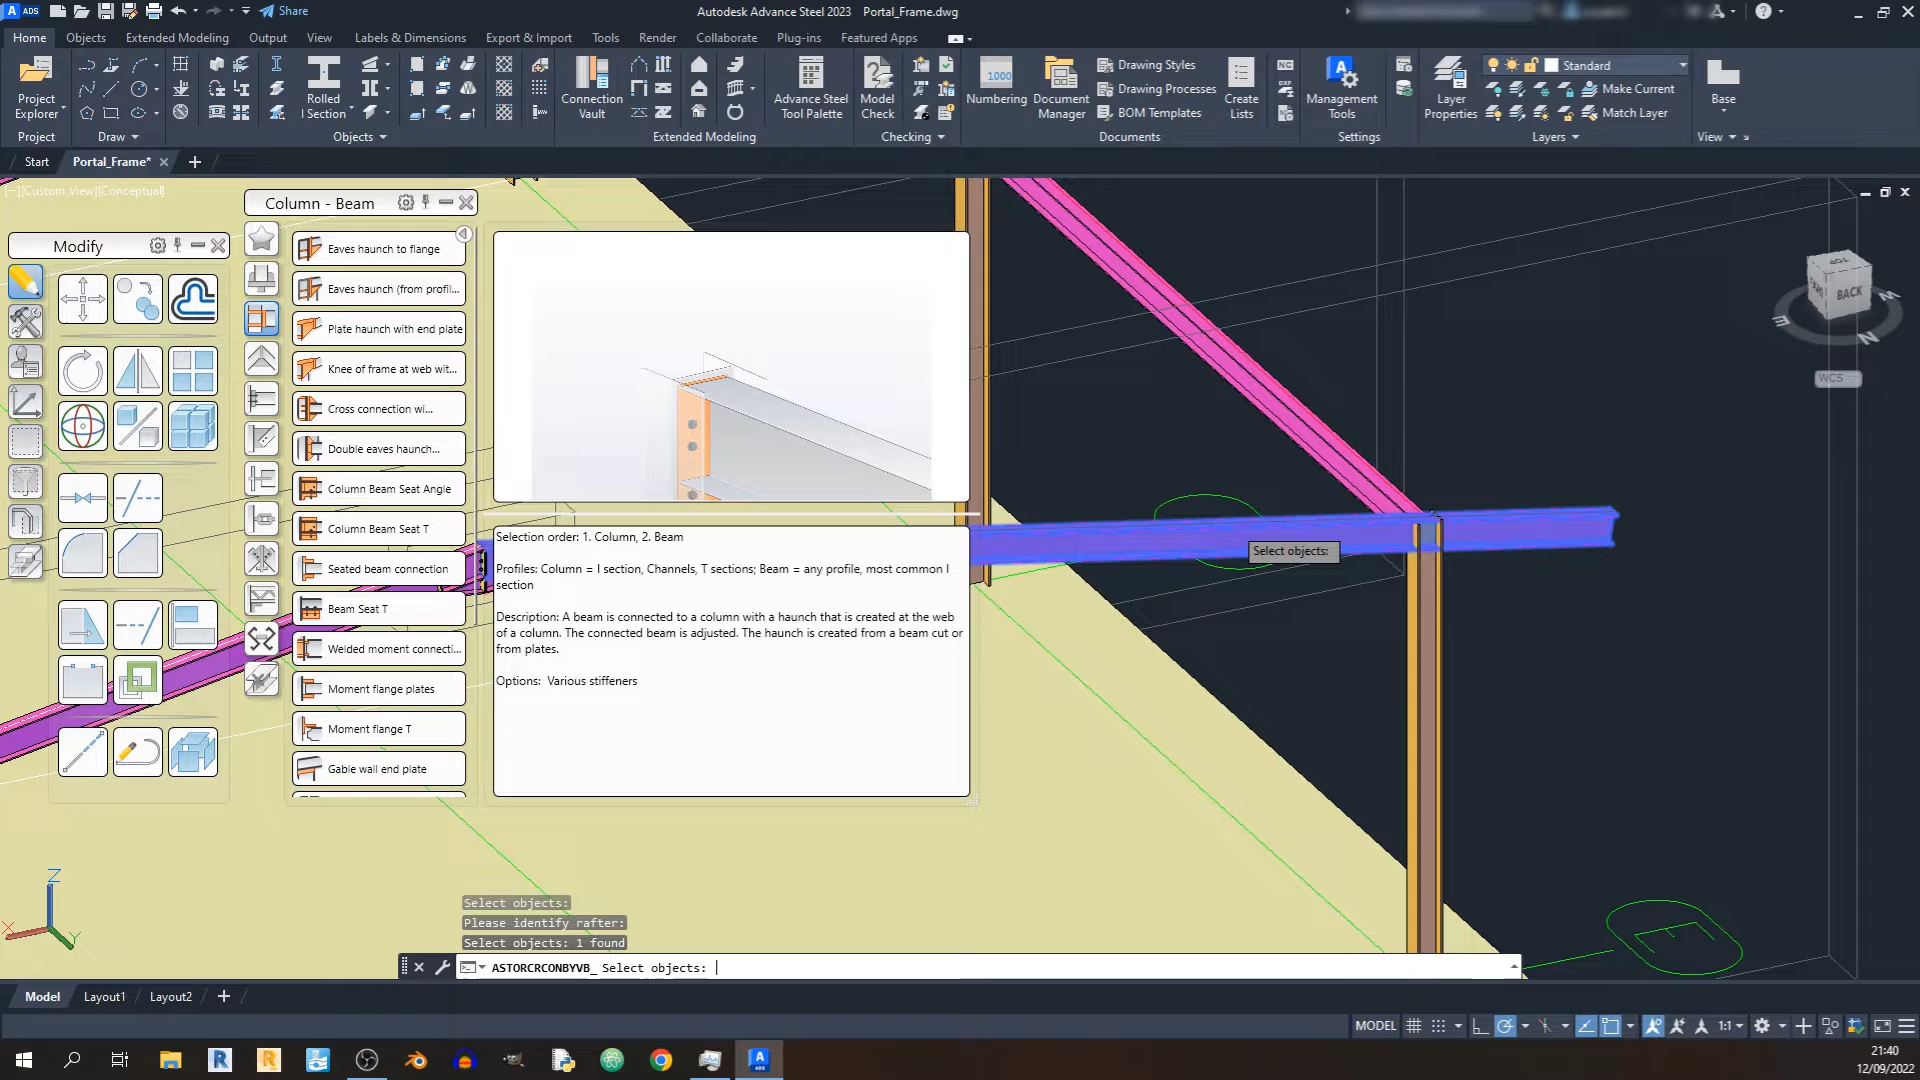 ADS
Share
Autodesk Advance Steel 2023 Portal_Frame.dwg
Home
Objects
Extended Modeling
Output
View
Labels & Dimensions
Export & Import
Tools
Render
Collaborate
Plug-ins
Featured Apps
Project Explorer
Rolled I Section
Connection Vault
Advance Steel Tool Palette
Model Check
1000
Numbering
Document Manager
Drawing Styles
Drawing Processes
BOM Templates
Create Lists
NC
DXF
Management Tools
Layer Properties
Standard
Make Current
Match Layer
Base
Project
Draw
Objects
Extended Modeling
Checking
Documents
Settings
Layers
View
Start
Portal_Frame*
[−][Custom View][Conceptual]
Column - Beam
Modify
Eaves haunch to flange
Eaves haunch (from profil...
Plate haunch with end plate
Knee of frame at web wit...
Cross connection wi...
Double eaves haunch...
Column Beam Seat Angle
Column Beam Seat T
Seated beam connection
Beam Seat T
Welded moment connecti...
Moment flange plates
Moment flange T
Gable wall end plate
Selection order: 1. Column, 2. Beam
Profiles: Column = I section, Channels, T sections; Beam = any profile, most common I
section
Description: A beam is connected to a column with a haunch that is created at the web
of a column. The connected beam is adjusted. The haunch is created from a beam cut or
from plates.
Options: Various stiffeners
Select objects:
TOP
BACK
E
N
WCS
E
Z
X
Y
Select objects:
Please identify rafter:
Select objects: 1 found
ASTORCRCONBYVB_ Select objects:
Model
Layout1
Layout2
MODEL
1:1
21:40
12/09/2022